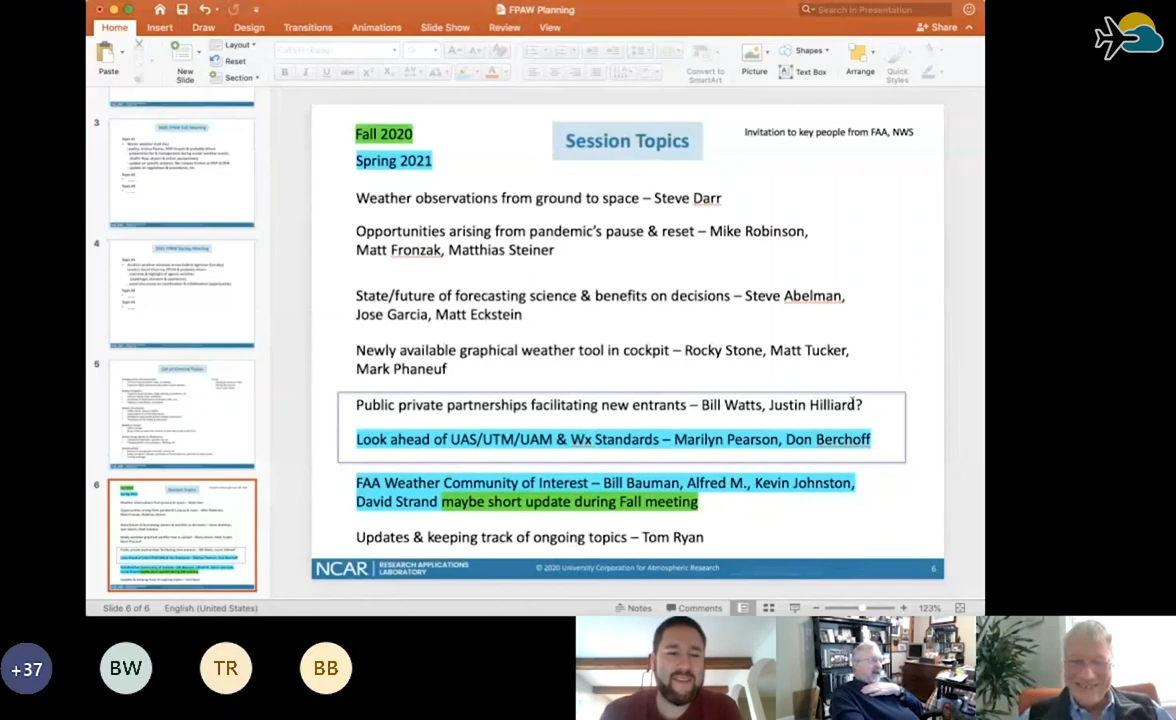 FPAW Planning
Search in Presentation
Home Insert Draw Design Transitions Animations Slide Show Review View Share
Paste
New Slide
Layout
Reset
Section
Convert to SmartArt
Picture
Shapes
Text Box
Arrange
Quick Styles
3
4
5
6
Fall 2020
Spring 2021
Session Topics
Invitation to key people from FAA, NWS
Weather observations from ground to space – Steve Darr
Opportunities arising from pandemic's pause & reset – Mike Robinson,
Matt Fronzak, Matthias Steiner
State/future of forecasting science & benefits on decisions – Steve Abelman,
Jose Garcia, Matt Eckstein
Newly available graphical weather tool in cockpit – Rocky Stone, Matt Tucker,
Mark Phaneuf
Public private partnerships facilitating new entrants – Bill Watts, Justin Hilliard?
Look ahead of UAS/UTM/UAM & Wx Standards – Marilyn Pearson, Don Berchoff
FAA Weather Community of Interest – Bill Bauman, Alfred M., Kevin Johnston,
David Strand maybe short update during Fall meeting
Updates & keeping track of ongoing topics – Tom Ryan
NCAR RESEARCH APPLICATIONS
LABORATORY
© 2020 University Corporation for Atmospheric Research
6
Slide 6 of 6 English (United States)
Notes Comments 123%
+37 BW TR BB